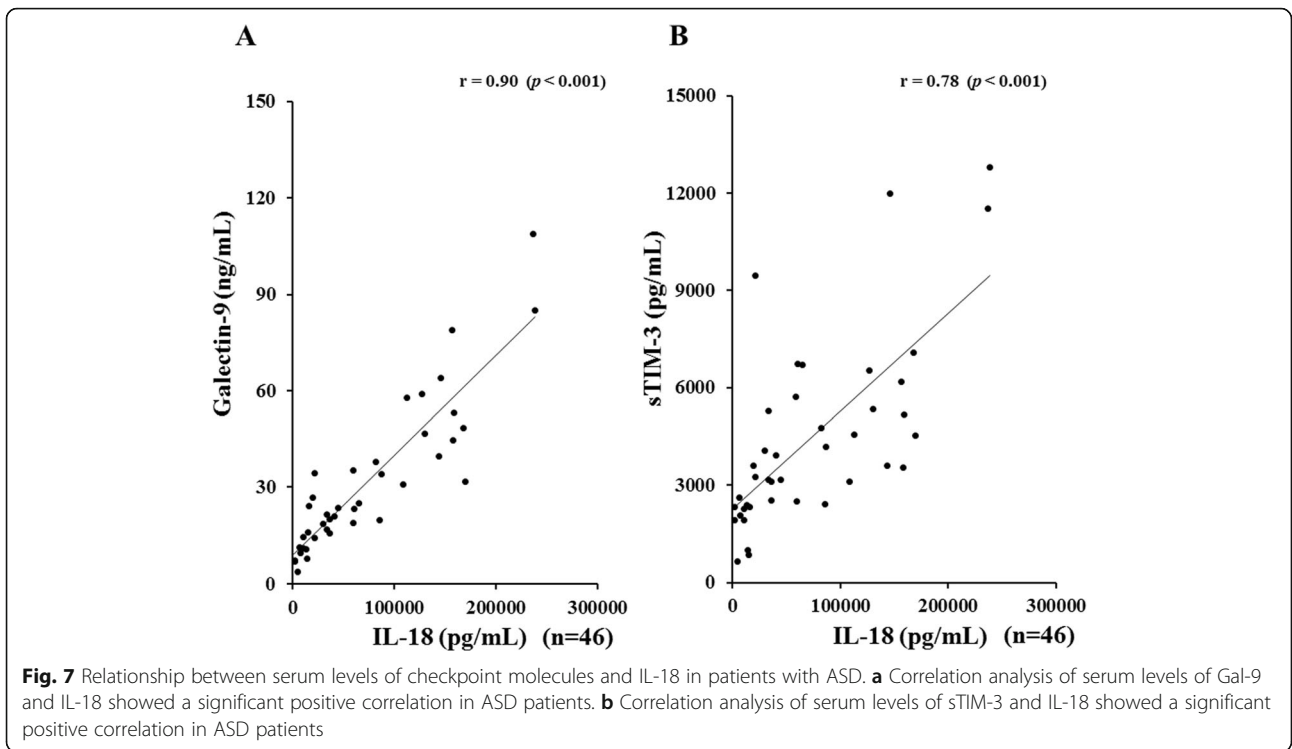 A
r = 0.90 (p < 0.001)
150
120
90
60
30
0
Galectin-9 (ng/mL)
0
100000
200000
300000
IL-18 (pg/mL) (n=46)
B
r = 0.78 (p < 0.001)
15000
12000
9000
6000
3000
0
sTIM-3 (pg/mL)
0
100000
200000
300000
IL-18 (pg/mL) (n=46)
Fig. 7 Relationship between serum levels of checkpoint molecules and IL-18 in patients with ASD. a Correlation analysis of serum levels of Gal-9
and IL-18 showed a significant positive correlation in ASD patients. b Correlation analysis of serum levels of sTIM-3 and IL-18 showed a significant
positive correlation in ASD patients